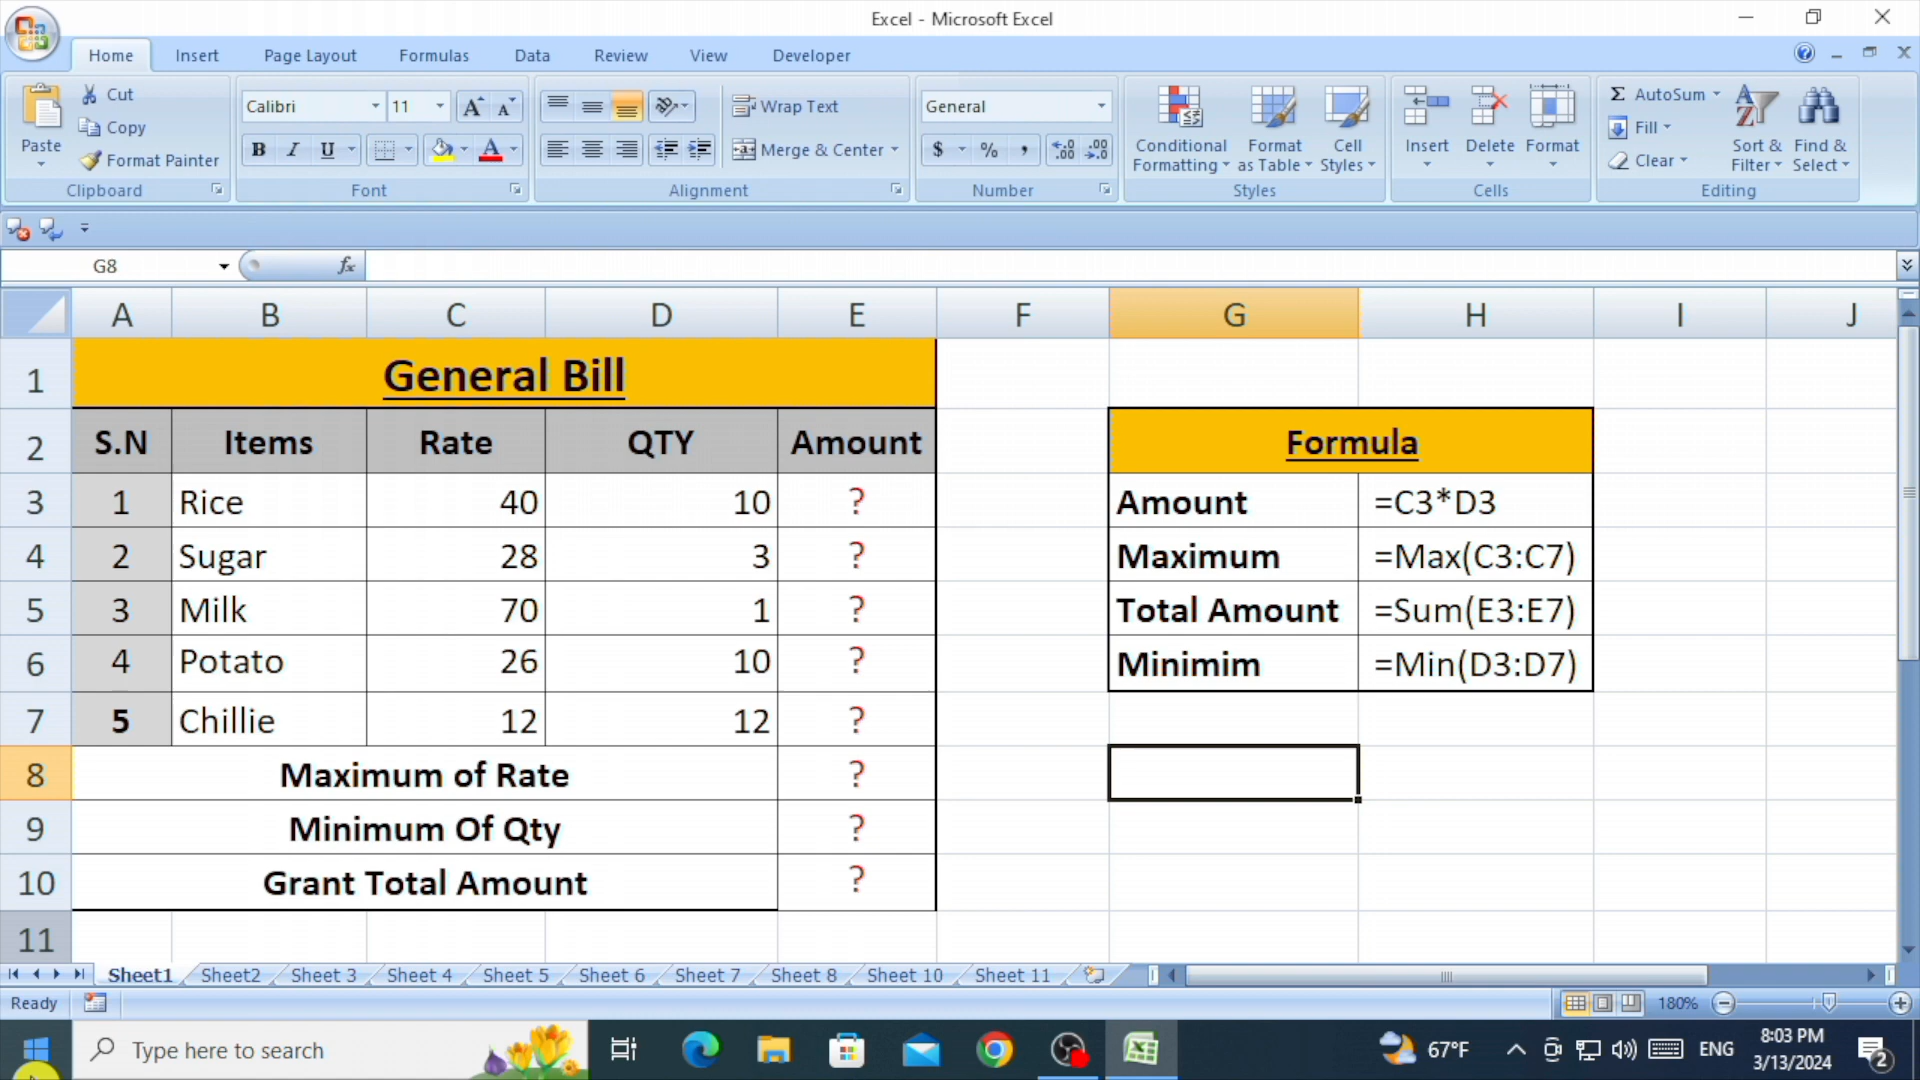 Excel - Microsoft Excel
Home Insert Page Layout Formulas Data Review View Developer
Paste
Cut
Copy
Format Painter
Clipboard
Calibri 11
B I U
Font
Wrap Text
Merge & Center
Alignment
General
$ % ,
Number
Conditional Formatting
Format as Table
Cell Styles
Styles
Insert Delete Format
Cells
Σ AutoSum
Fill
Clear
Sort & Filter
Find & Select
Editing
G8 fx
A B C D E F G H I J
1 General Bill
2 S.N Items Rate QTY Amount Formula
3 1 Rice 40 10 ? Amount =C3*D3
4 2 Sugar 28 3 ? Maximum =Max(C3:C7)
5 3 Milk 70 1 ? Total Amount =Sum(E3:E7)
6 4 Potato 26 10 ? Minimim =Min(D3:D7)
7 5 Chillie 12 12 ?
8 Maximum of Rate ?
9 Minimum Of Qty ?
10 Grant Total Amount ?
11
Sheet1 Sheet2 Sheet 3 Sheet 4 Sheet 5 Sheet 6 Sheet 7 Sheet 8 Sheet 10 Sheet 11
Ready 180%
Type here to search 67°F ENG 8:03 PM
3/13/2024 2